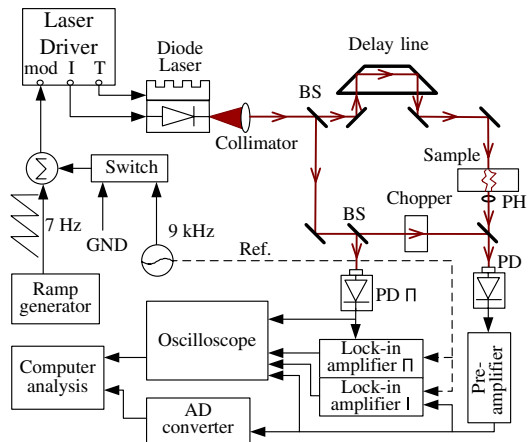 Laser
Driver
mod I T
Diode
Laser
Collimator
BS
Delay line
Sample
PH
Σ
Switch
7 Hz
GND
9 kHz
Chopper
BS
PD
Ref.
PD Π
Ramp
generator
Oscilloscope
Lock-in
amplifier Π
Lock-in
amplifier I
Pre-
amplifier
Computer
analysis
AD
converter